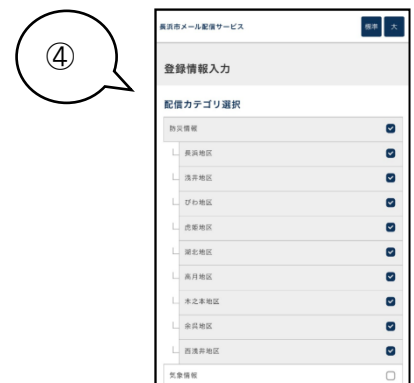 ④
長浜市メール配信サービス
標準 大
登録情報入力
配信カテゴリ選択
防災情報
長浜地区
浅井地区
びわ地区
虎姫地区
湖北地区
高月地区
木之本地区
余呉地区
西浅井地区
気象情報